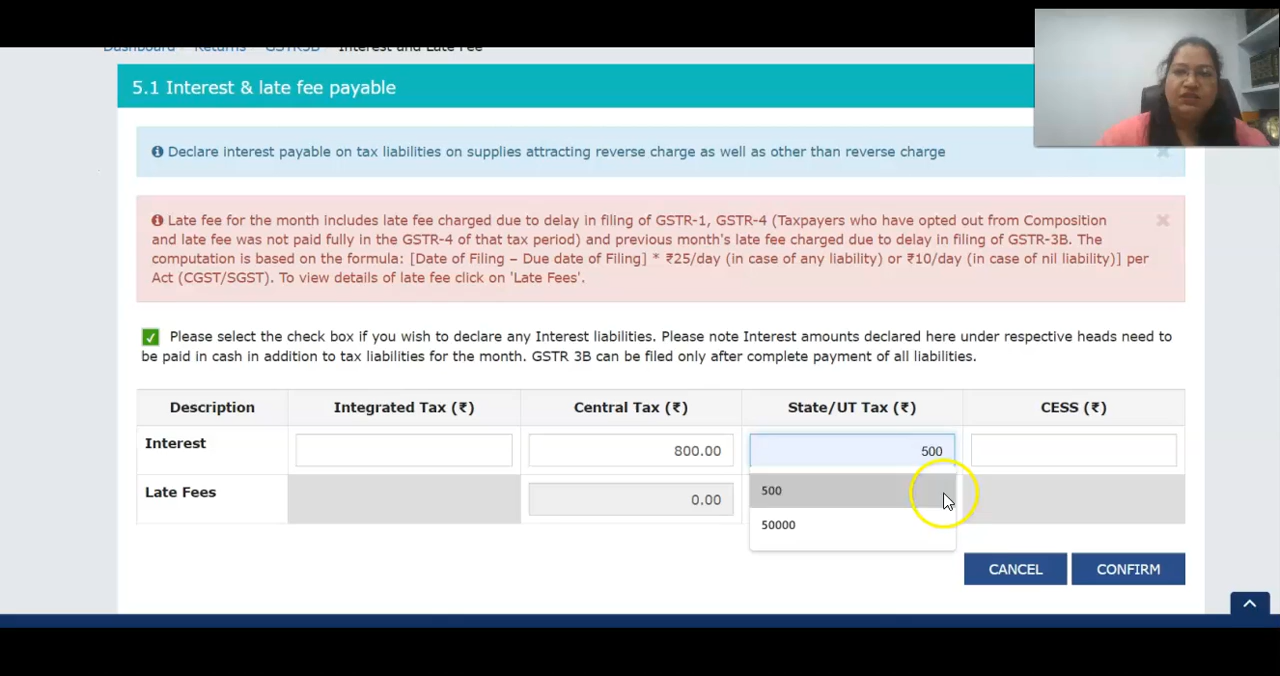 Dashboard Returns GSTR3B Interest and Late Fee
5.1 Interest & late fee payable
Declare interest payable on tax liabilities on supplies attracting reverse charge as well as other than reverse charge
Late fee for the month includes late fee charged due to delay in filing of GSTR-1, GSTR-4 (Taxpayers who have opted out from Composition
and late fee was not paid fully in the GSTR-4 of that tax period) and previous month's late fee charged due to delay in filing of GSTR-3B. The
computation is based on the formula: [Date of Filing – Due date of Filing] * ₹25/day (in case of any liability) or ₹10/day (in case of nil liability)] per
Act (CGST/SGST). To view details of late fee click on 'Late Fees'.
Please select the check box if you wish to declare any Interest liabilities. Please note Interest amounts declared here under respective heads need to
be paid in cash in addition to tax liabilities for the month. GSTR 3B can be filed only after complete payment of all liabilities.
Description Integrated Tax (₹) Central Tax (₹) State/UT Tax (₹) CESS (₹)
Interest 800.00 500
Late Fees 0.00 500
50000
CANCEL CONFIRM